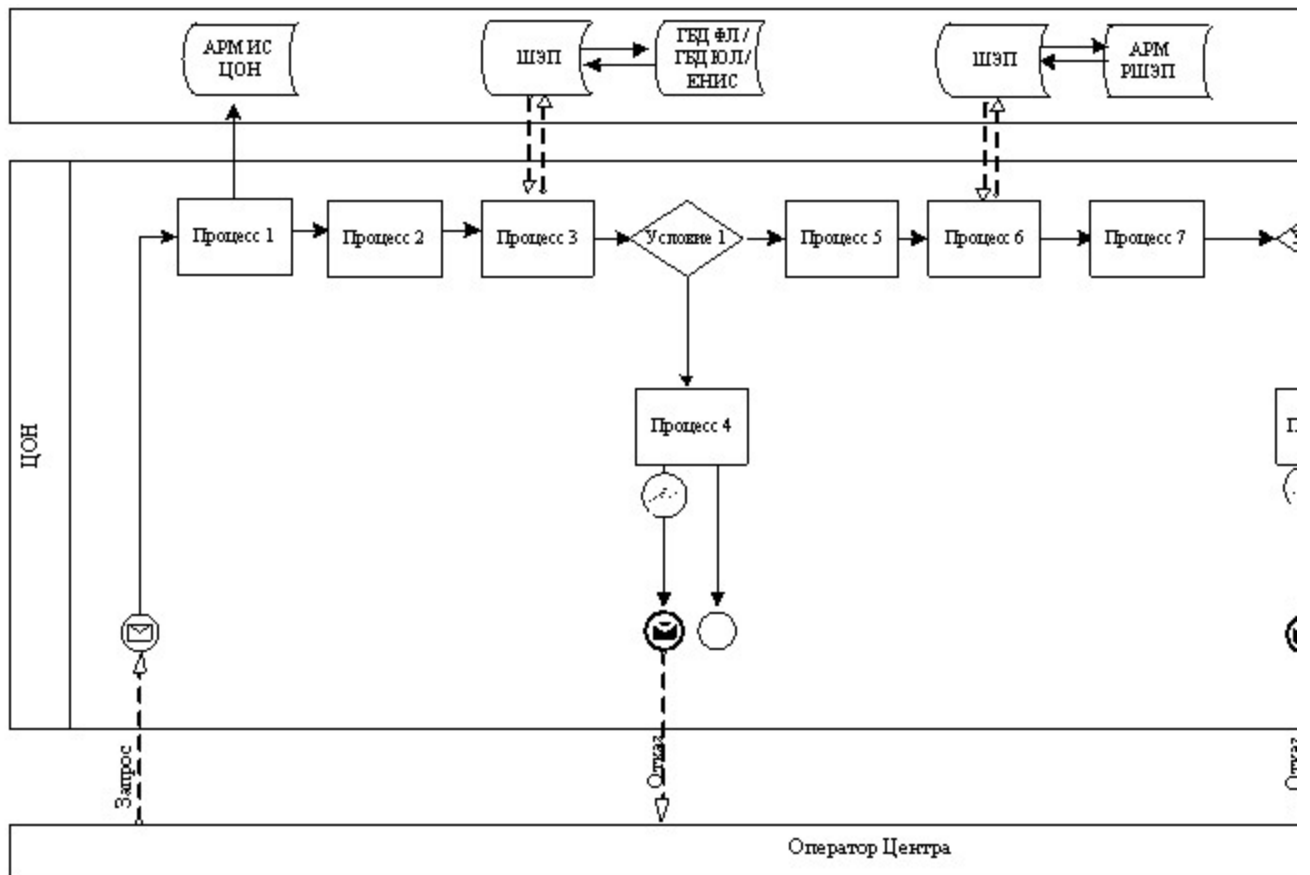 АРМ ИС
ЦОН
ШЭП
ГБД ФЛ /
ГБД ЮЛ /
ЕНИС
ШЭП
АРМ
РШЭП
ЦОН
Процесс 1
Процесс 2
Процесс 3
Условие 1
Процесс 5
Процесс 6
Процесс 7
Процесс 4
Запрос
Отказ
Отказ
Оператор Центра